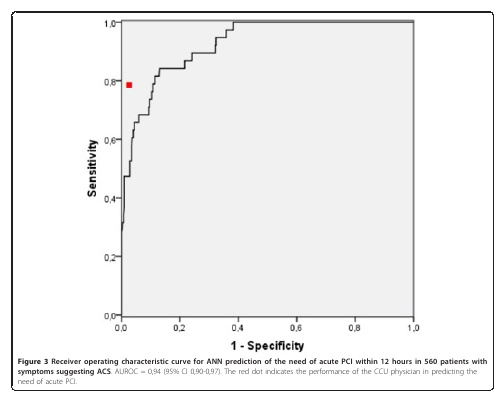 1,0
0,8
0,6
0,4
0,2
0,0
Sensitivity
0,0 0,2 0,4 0,6 0,8 1,0
1 - Specificity
Figure 3 Receiver operating characteristic curve for ANN prediction of the need of acute PCI within 12 hours in 560 patients with
symptoms suggesting ACS. AUROC = 0,94 (95% CI 0,90-0,97). The red dot indicates the performance of the CCU physician in predicting the
need of acute PCI.